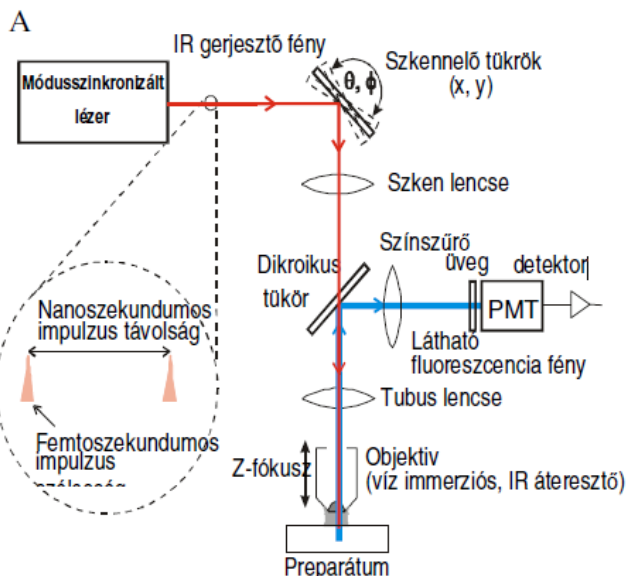 A
IR gerjesztő fény
Módusszinkronizált
lézer
θ, ϕ
Szkennelő tükrök
(x, y)
Szken lencse
Dikroikus
tükör
Színszűrő
üveg
detektor
PMT
Látható
fluoreszcencia fény
Nanoszekundumos
impulzus távolság
Femtoszekundumos
impulzus
Tubus lencse
Z-fókusz
Objektiv
(víz immerziós, IR áteresztő)
Preparátum